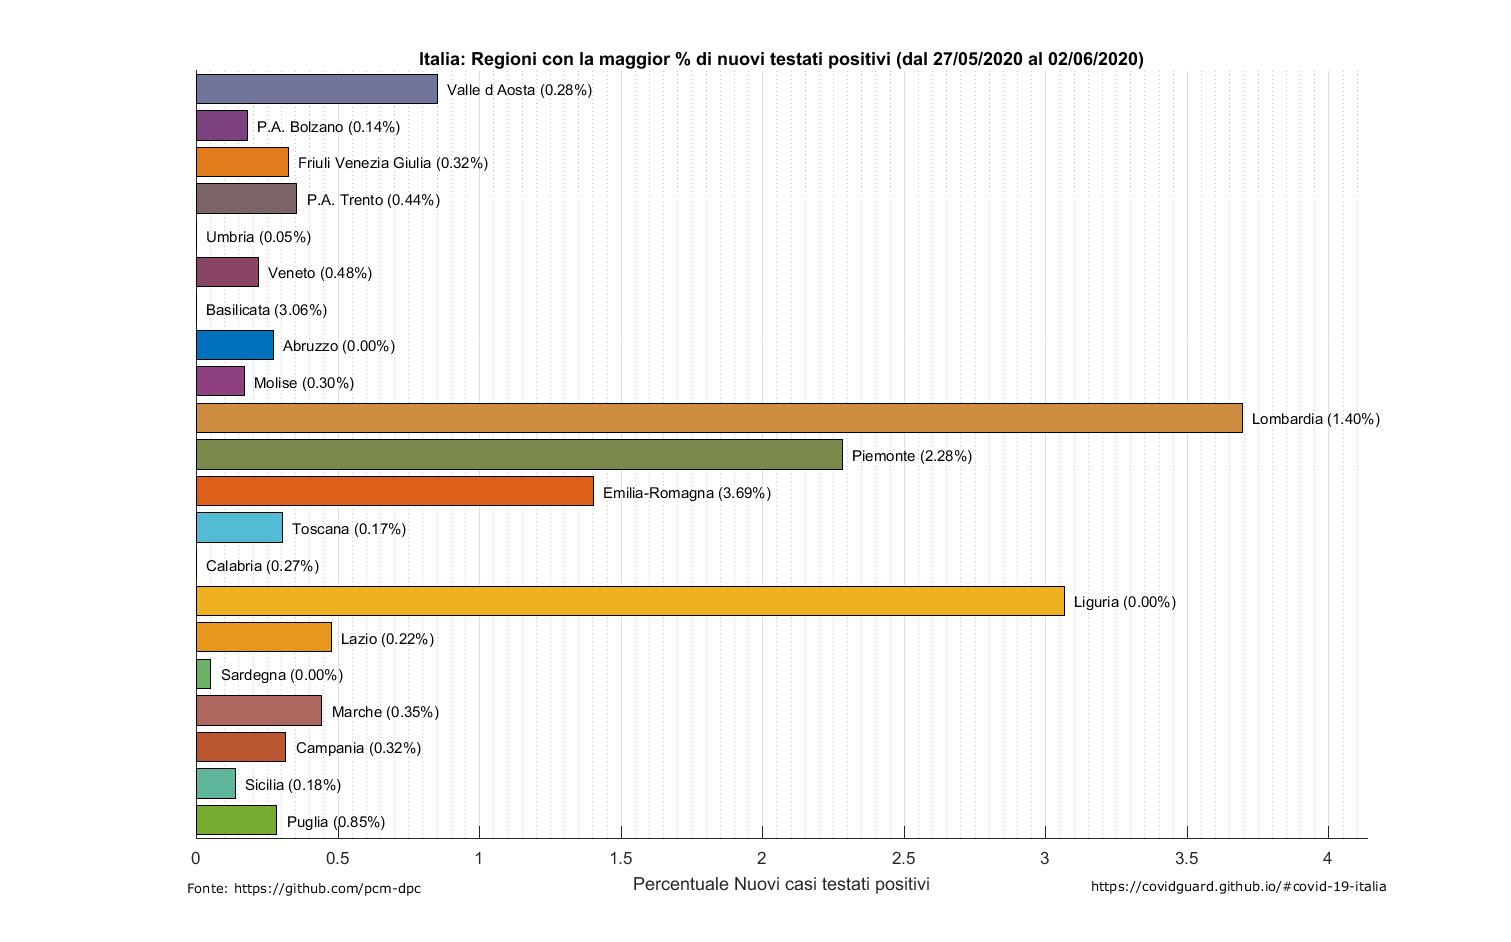 Italia: Regioni con la maggior % di nuovi testati positivi (dal 27/05/2020 al 02/06/2020)
Valle d Aosta (0.28%)
P.A. Bolzano (0.14%)
Friuli Venezia Giulia (0.32%)
P.A. Trento (0.44%)
Umbria (0.05%)
Veneto (0.48%)
Basilicata (3.06%)
Abruzzo (0.00%)
Molise (0.30%)
Lombardia (1.40%)
Piemonte (2.28%)
Emilia-Romagna (3.69%)
Toscana (0.17%)
Calabria (0.27%)
Liguria (0.00%)
Lazio (0.22%)
Sardegna (0.00%)
Marche (0.35%)
Campania (0.32%)
Sicilia (0.18%)
Puglia (0.85%)
0 0.5 1 1.5 2 2.5 3 3.5 4
Percentuale Nuovi casi testati positivi
Fonte: https://github.com/pcm-dpc
https://covidguard.github.io/#covid-19-italia